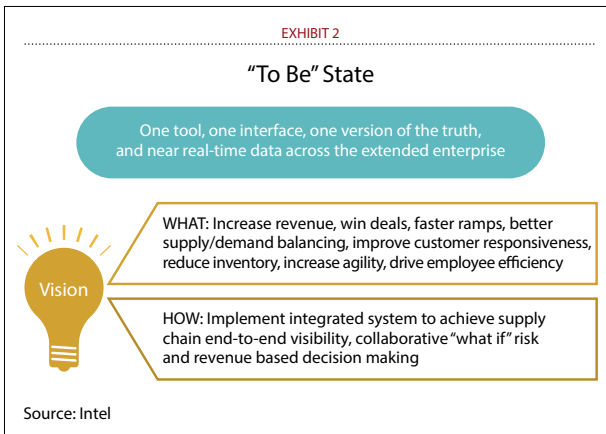 EXHIBIT 2
“To Be” State
One tool, one interface, one version of the truth,
and near real-time data across the extended enterprise
WHAT: Increase revenue, win deals, faster ramps, better
supply/demand balancing, improve customer responsiveness,
reduce inventory, increase agility, drive employee efficiency
Vision
HOW: Implement integrated system to achieve supply
chain end-to-end visibility, collaborative “what if” risk
and revenue based decision making
Source: Intel